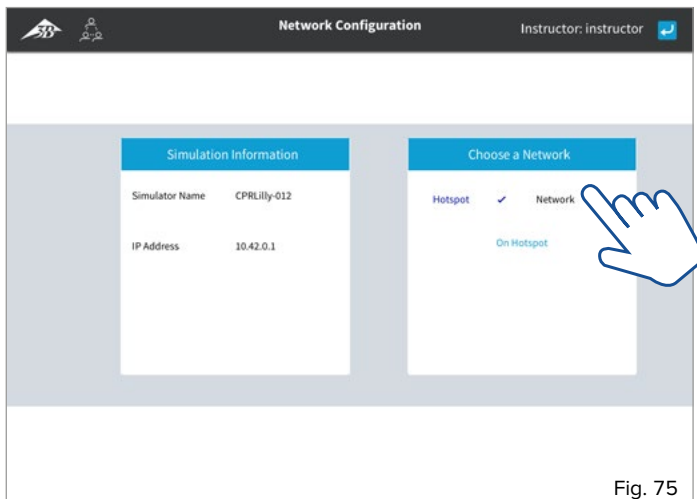 3B
Network Configuration
Instructor: instructor
Simulation Information
Simulator Name CPRLilly-012
IP Address 10.42.0.1
Choose a Network
Hotspot ✓ Network
On Hotspot
Fig. 75